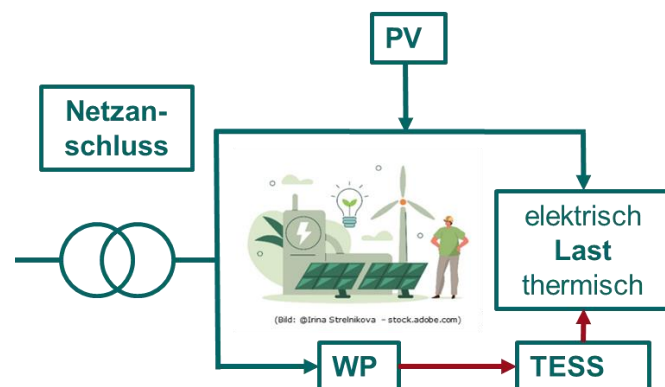 PV
Netzan-
schluss
elektrisch
Last
thermisch
(Bild: @Irina Strelnikova – stock.adobe.com)
WP
TESS